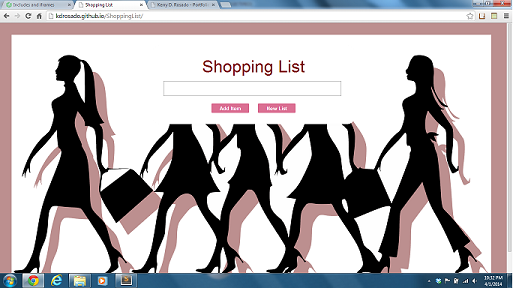 Includes and iframes
Shopping List
Kery D. Rosado - Portfoli
kdrosado.github.io/ShoppingList/
Shopping List
Add Item
New List
10:32 PM
4/1/2014